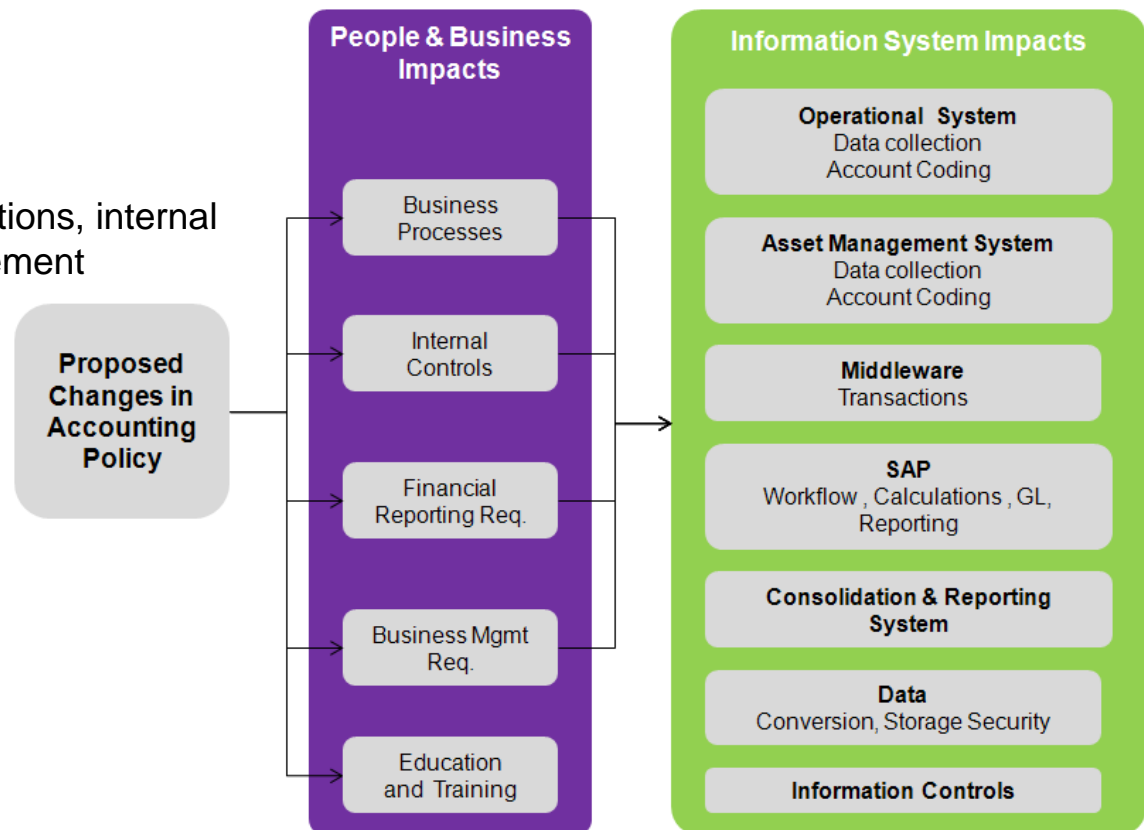 tions, internal
ement
Proposed
Changes in
Accounting
Policy
People & Business
Impacts
Business
Processes
Internal
Controls
Financial
Reporting Req.
Business Mgmt
Req.
Education
and Training
Information System Impacts
Operational System
Data collection
Account Coding
Asset Management System
Data collection
Account Coding
Middleware
Transactions
SAP
Workflow , Calculations , GL,
Reporting
Consolidation & Reporting
System
Data
Conversion, Storage Security
Information Controls